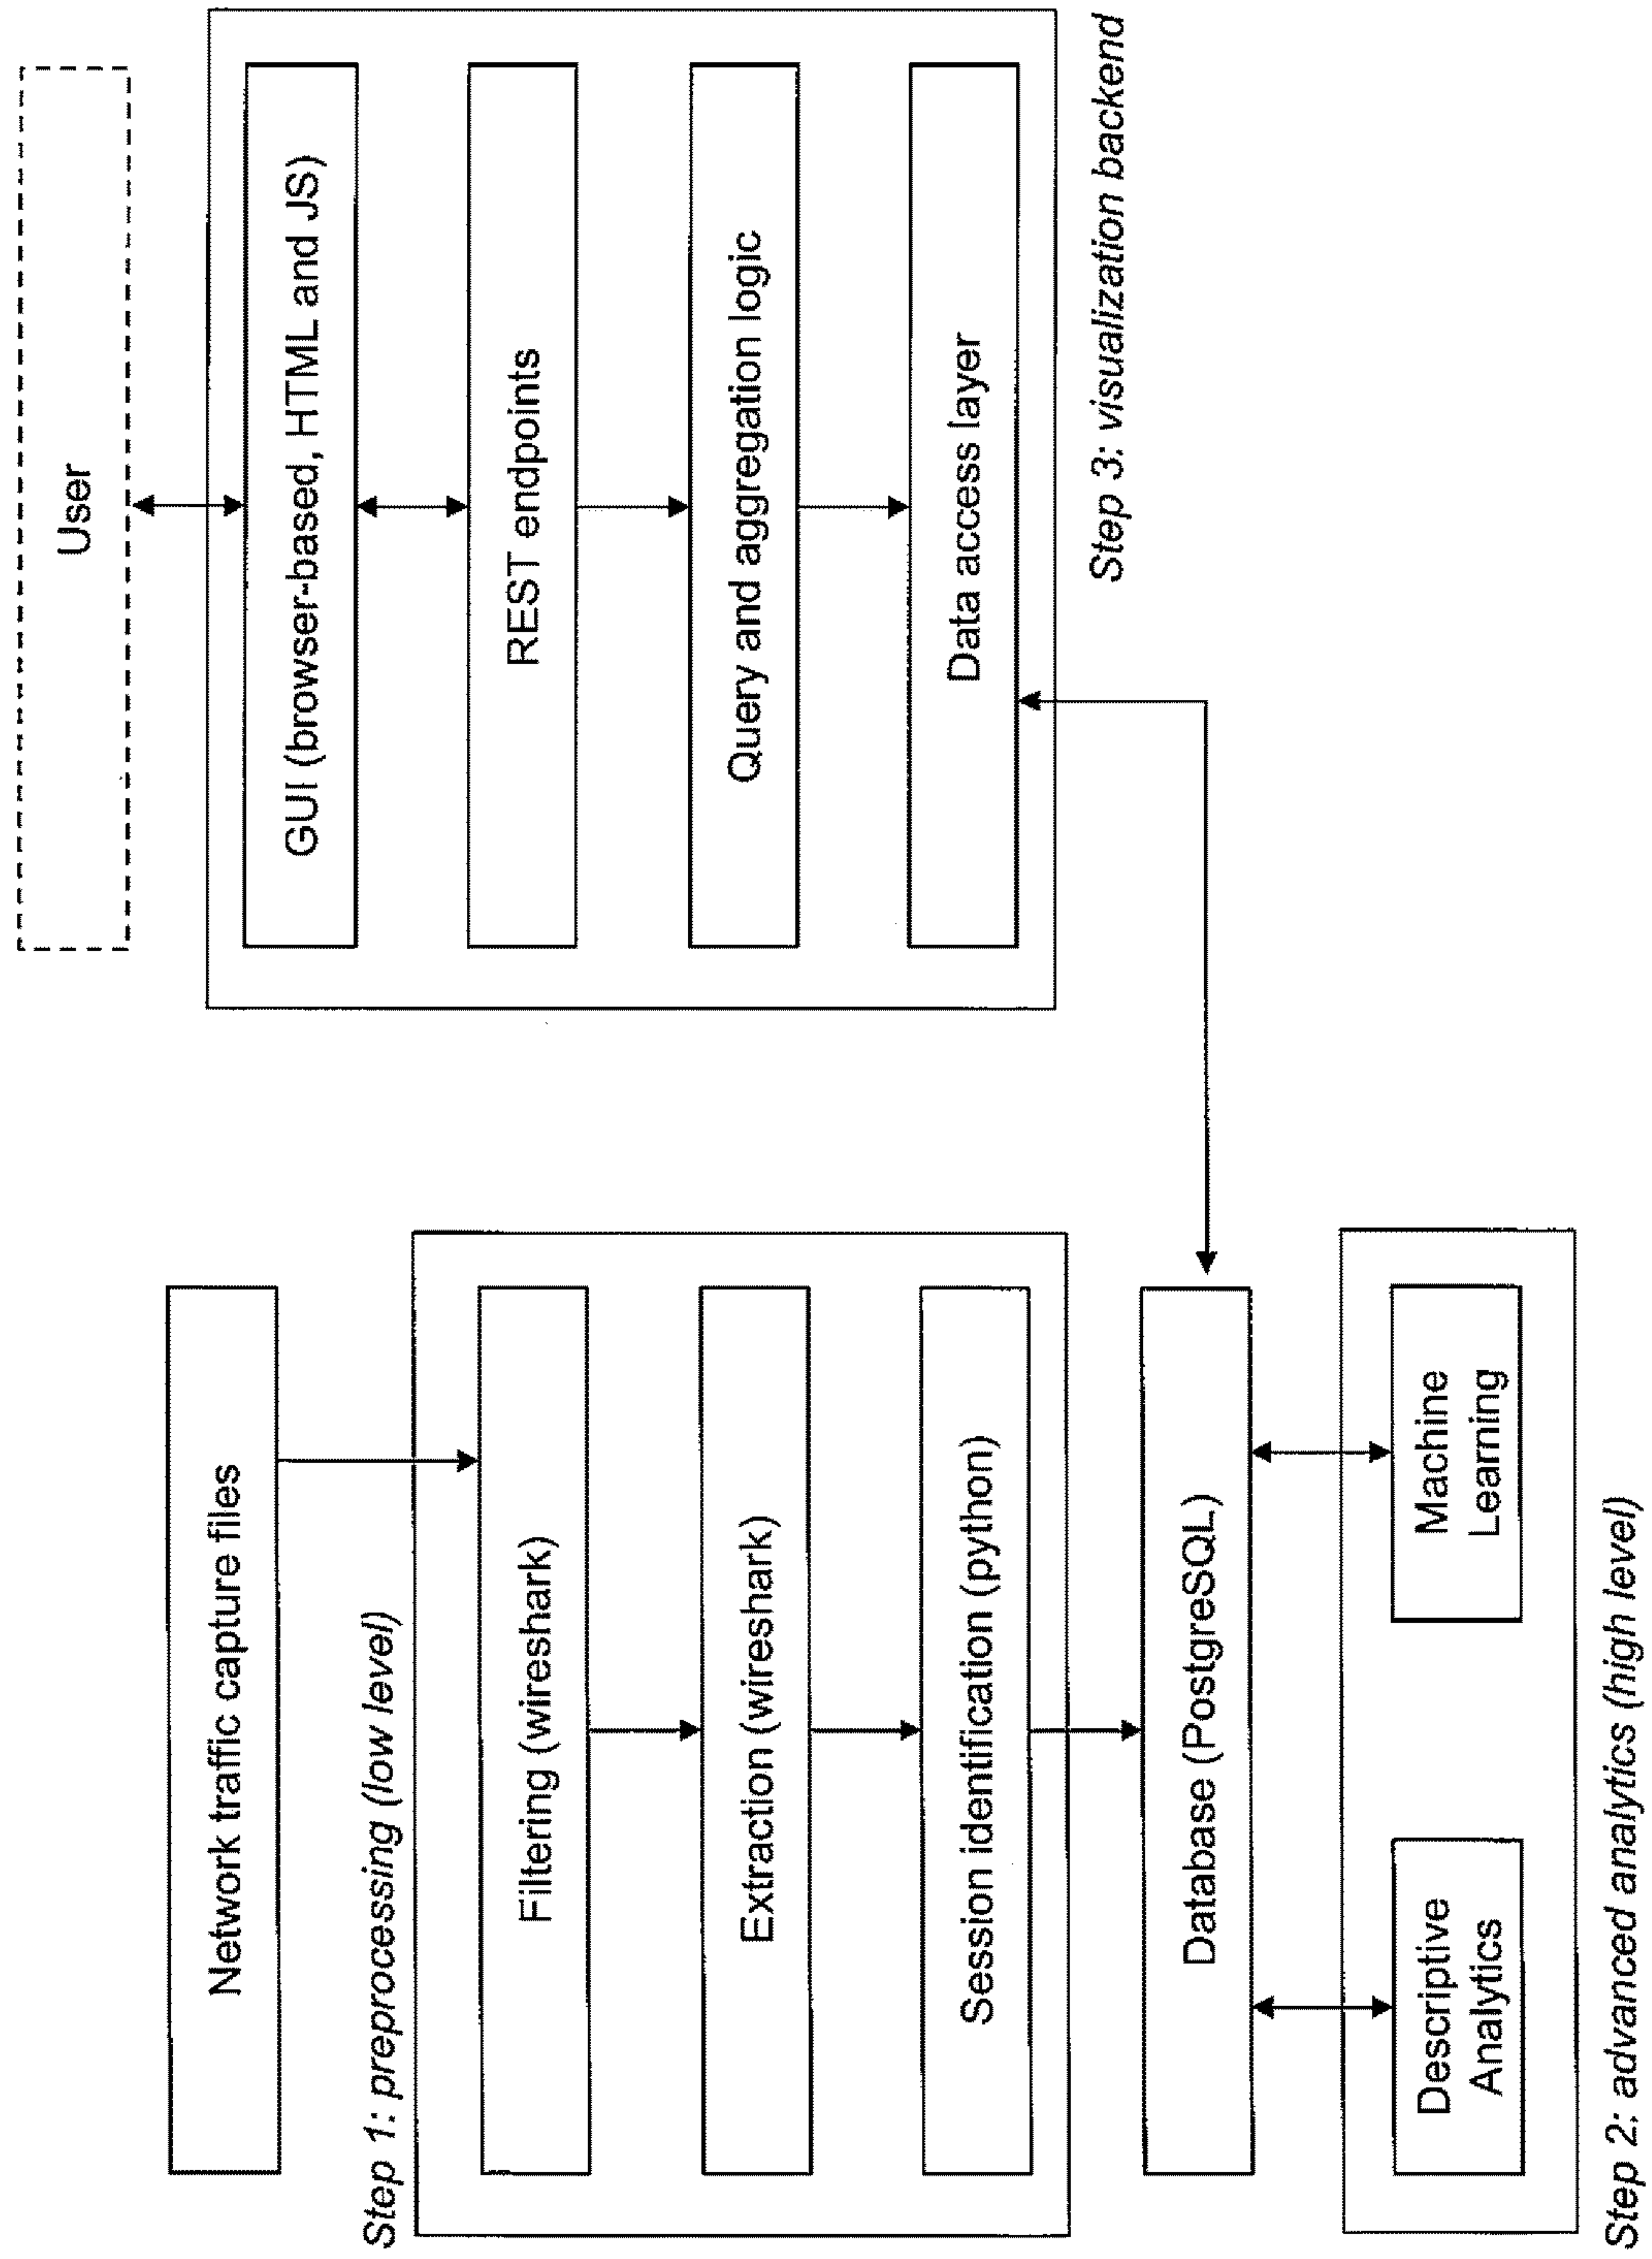 Network traffic capture files
Step 1: preprocessing (low level)
Filtering (wireshark)
Extraction (wireshark)
Session identification (python)
Database (PostgreSQL)
Descriptive
Analytics
Machine
Learning
Step 2: advanced analytics (high level)
User
GUI (browser-based, HTML and JS)
REST endpoints
Query and aggregation logic
Data access layer
Step 3: visualization backend